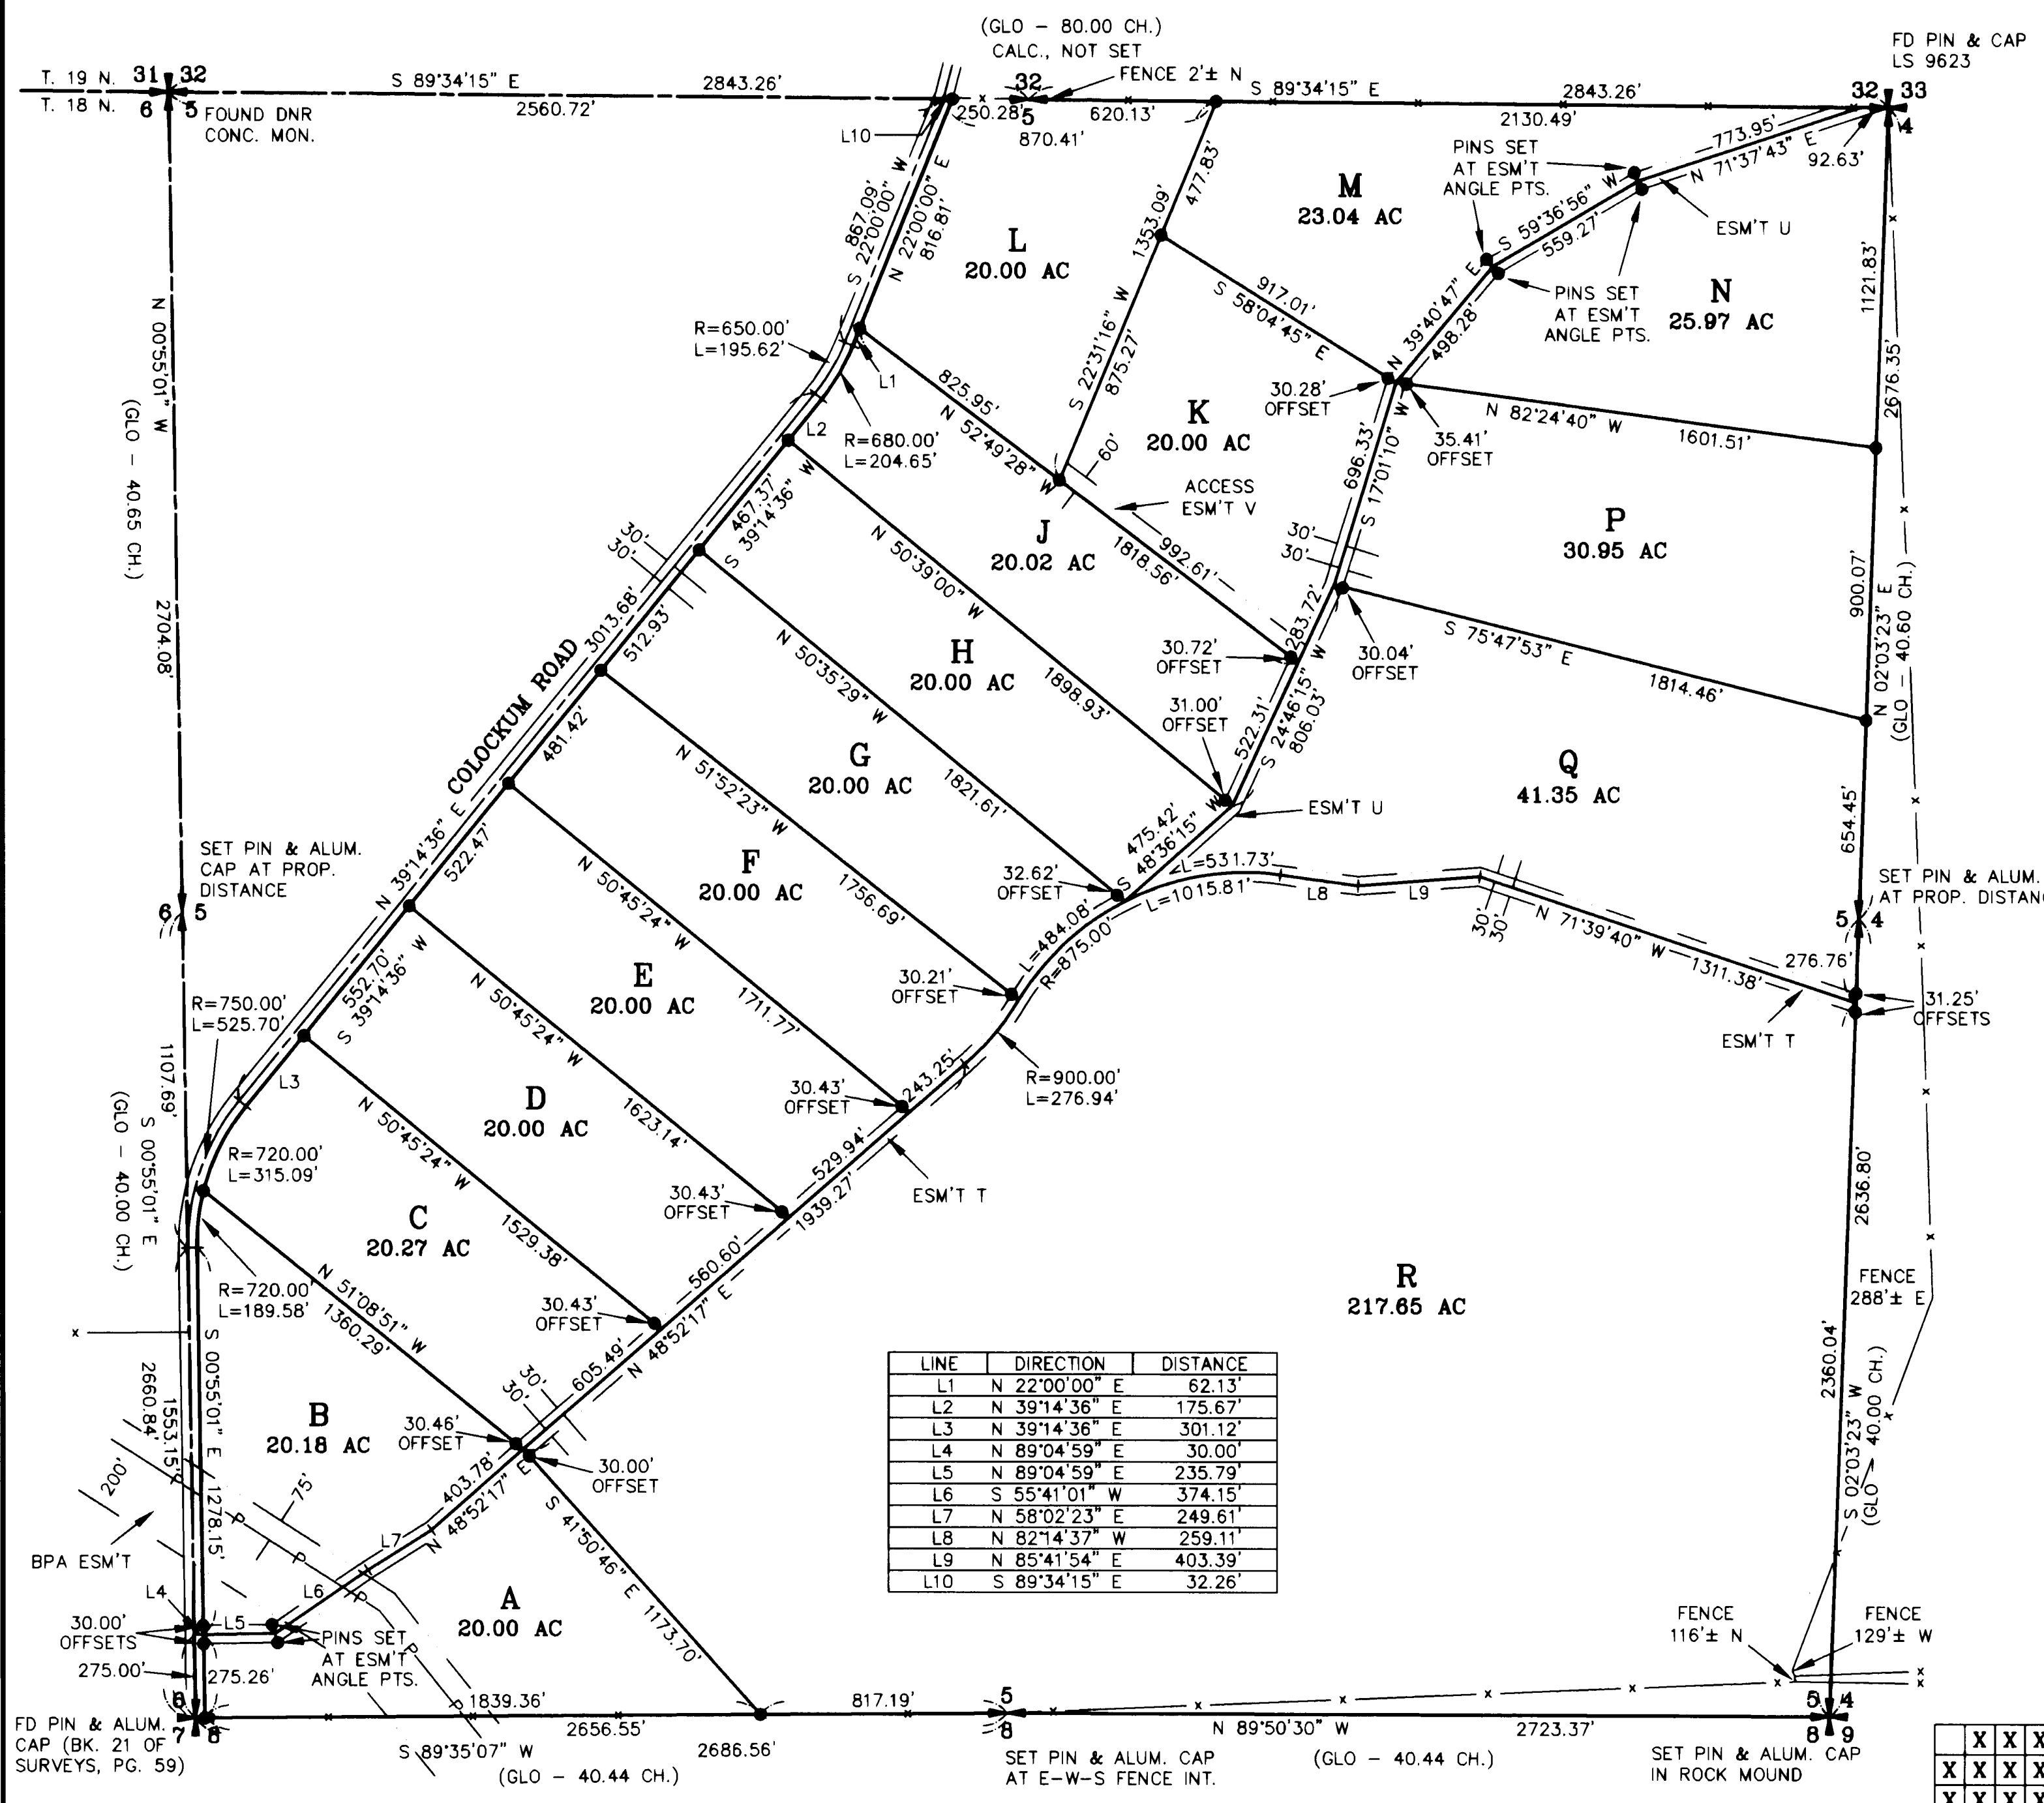 (GLO - 80.00 CH.)
CALC., NOT SET
FENCE 2'± N
FD PIN & CAP
LS 9623
T. 19 N.
T. 18 N.
31 32
6 5
FOUND DNR
CONC. MON.
S 89°34'15" E
2843.26'
2560.72'
L10
32
5
250.28'
620.13'
870.41'
S 89°34'15" E
2843.26'
2130.49'
32 33
4
773.95'
N 71°37'43" E
92.63'
PINS SET
AT ESM'T
ANGLE PTS.
S 59°36'56" W
559.27'
ESM'T U
PINS SET
AT ESM'T
ANGLE PTS.
867.09'
S 22°00'00" W
N 22°00'00" E
816.81'
L
20.00 AC
1353.09'
477.83'
M
23.04 AC
N
25.97 AC
1121.83'
2676.35'
N 00°55'01" W
(GLO - 40.65 CH.)
2704.08'
R=650.00'
L=195.62'
L1
L2
R=680.00'
L=204.65'
825.95'
N 52°49'28" W
S 22°31'16" W
875.27'
60'
917.01'
S 58°04'45" E
N 39°40'47" E
498.28'
30.28'
OFFSET
35.41'
OFFSET
N 82°24'40" W
1601.51'
K
20.00 AC
ACCESS
ESM'T V
696.33'
S 17°01'10" W
30'
30'
P
30.95 AC
900.07'
N 02°03'23" E
(GLO - 40.60 CH.)
467.37'
S 39°14'36" W
30'
30'
N 50°39'00" W
1898.93'
J
20.02 AC
992.61'
1818.56'
30.72'
OFFSET
283.72'
30.04'
OFFSET
S 75°47'53" E
1814.46'
COLOCKUM ROAD
3013.68'
512.93'
N 50°35'29" W
1821.61'
H
20.00 AC
31.00'
OFFSET
522.31'
S 24°46'15" W
806.03'
ESM'T U
Q
41.35 AC
654.45'
SET PIN & ALUM.
AT PROP. DISTAN
5 4
N 39°14'36" E
481.42'
N 51°52'23" W
1756.69'
G
20.00 AC
32.62'
OFFSET
475.42'
S 48°36'15" W
L=531.73'
L=1015.81'
L=484.08'
R=875.00'
L8
L9
30'
30'
N 71°39'40" W
1311.38'
276.76'
31.25'
OFFSETS
ESM'T T
SET PIN & ALUM.
CAP AT PROP.
DISTANCE
6 5
522.47'
N 50°45'24" W
1711.77'
F
20.00 AC
30.21'
OFFSET
R=900.00'
L=276.94'
552.70'
S 39°14'36" W
N 50°45'24" W
1623.14'
E
20.00 AC
30.43'
OFFSET
243.25'
R=750.00'
L=525.70'
L3
N 50°45'24" W
1529.38'
D
20.00 AC
30.43'
OFFSET
529.94'
1939.27'
ESM'T T
1107.69'
S 00°55'01" E
(GLO - 40.00 CH.)
R=720.00'
L=315.09'
C
20.27 AC
N 51°08'51" W
1360.29'
30.43'
OFFSET
560.60'
N 48°52'17" E
605.49'
30'
30'
R=720.00'
L=189.58'
2636.80'
FENCE
288'± E
2360.04'
S 02°03'23" W
(GLO - 40.00 CH.)
R
217.65 AC
LINE DIRECTION DISTANCE
L1 N 22°00'00" E 62.13'
L2 N 39°14'36" E 175.67'
L3 N 39°14'36" E 301.12'
L4 N 89°04'59" E 30.00'
L5 N 89°04'59" E 235.79'
L6 S 55°41'01" W 374.15'
L7 N 58°02'23" E 249.61'
L8 N 82°14'37" W 259.11'
L9 N 85°41'54" E 403.39'
L10 S 89°34'15" E 32.26'
2660.84'
1553.15'
S 00°55'01" E
1278.15'
B
20.18 AC
30.46'
OFFSET
30.00'
OFFSET
403.78'
N 48°52'17" E
S 41°50'46" E
1173.70'
200'
75'
BPA ESM'T
L7
L6
L4
L5
30.00'
OFFSETS
PINS SET
AT ESM'T
ANGLE PTS.
A
20.00 AC
275.00'
275.26'
6
7 8
FD PIN & ALUM.
CAP (BK. 21 OF
SURVEYS, PG. 59)
1839.36'
2656.55'
S 89°35'07" W
2686.56'
(GLO - 40.44 CH.)
817.19'
5
8
SET PIN & ALUM. CAP
AT E-W-S FENCE INT.
N 89°50'30" W
2723.37'
(GLO - 40.44 CH.)
FENCE
116'± N
FENCE
129'± W
5 4
8 9
SET PIN & ALUM. CAP
IN ROCK MOUND
X X X
X X X X
X X X